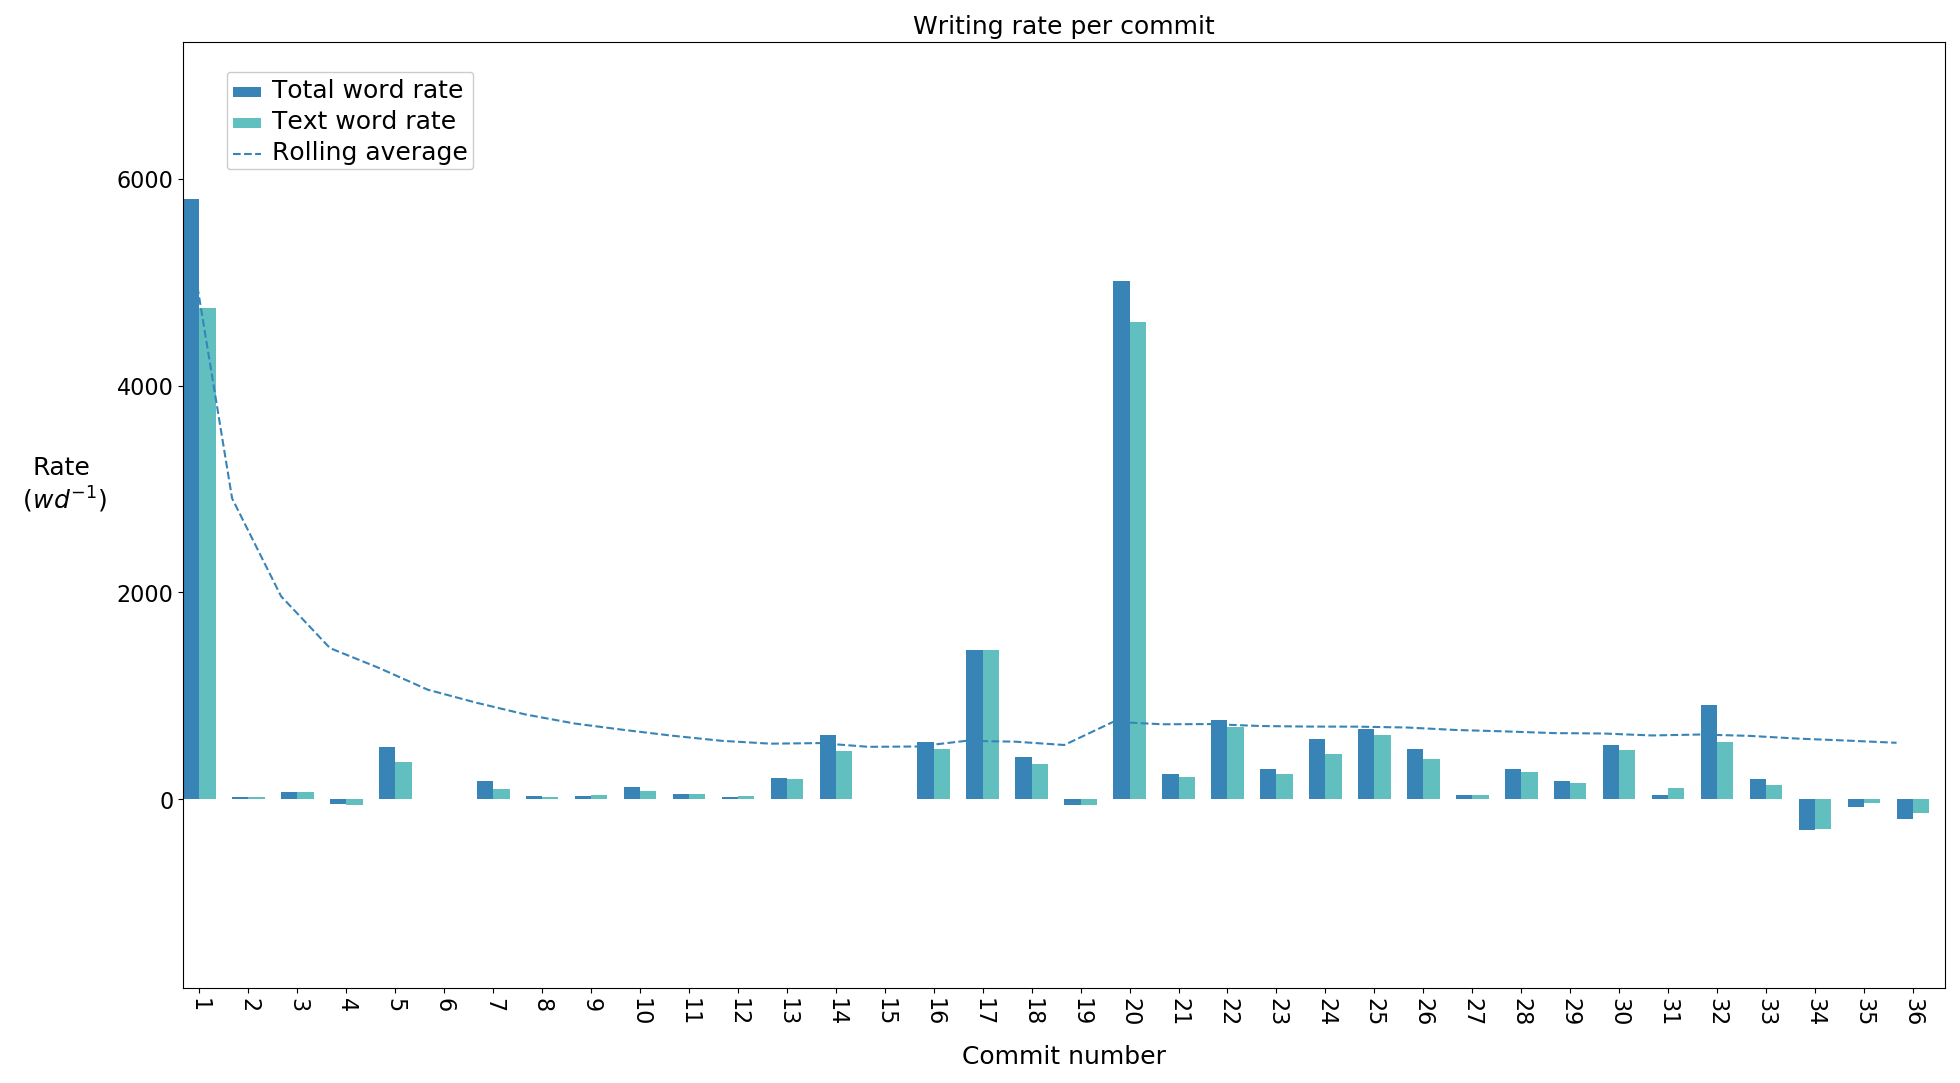 Writing rate per commit
Total word rate
Text word rate
Rolling average
6000
4000
2000
0
Rate
(wd⁻¹)
1 2 3 4 5 6 7 8 9 10 11 12 13 14 15 16 17 18 19 20 21 22 23 24 25 26 27 28 29 30 31 32 33 34 35 36
Commit number